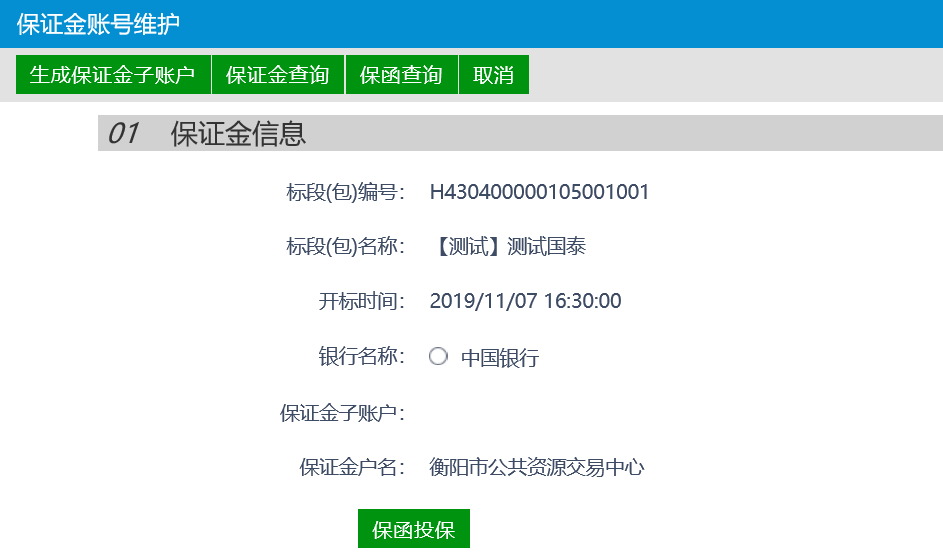 保证金账号维护
生成保证金子账户 保证金查询 保函查询 取消
01 保证金信息
标段(包)编号： H430400000105001001
标段(包)名称： 【测试】测试国泰
开标时间： 2019/11/07 16:30:00
银行名称： 中国银行
保证金子账户：
保证金户名： 衡阳市公共资源交易中心
保函投保